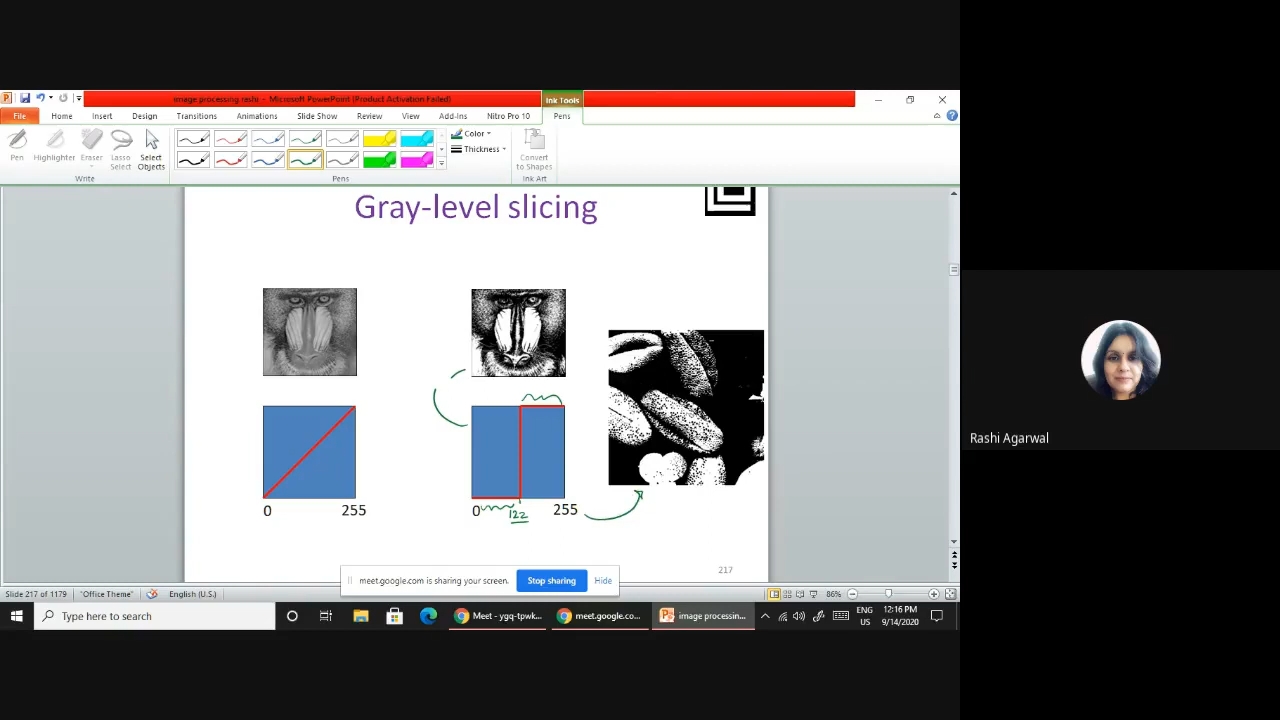 image processing rashi - Microsoft PowerPoint (Product Activation Failed)
Ink Tools
File Home Insert Design Transitions Animations Slide Show Review View Add-Ins Nitro Pro 10 Pens
Pen Highlighter Eraser Lasso Select Select Objects
Color
Thickness
Convert to Shapes
Write Pens Ink Art
Gray-level slicing
0 255
0 122 255
217
Rashi Agarwal
meet.google.com is sharing your screen. Stop sharing Hide
Slide 217 of 1179 "Office Theme" English (U.S.) 86%
Type here to search
Meet - ygq-tpwk... meet.google.co... image processin...
ENG US
12:16 PM
9/14/2020